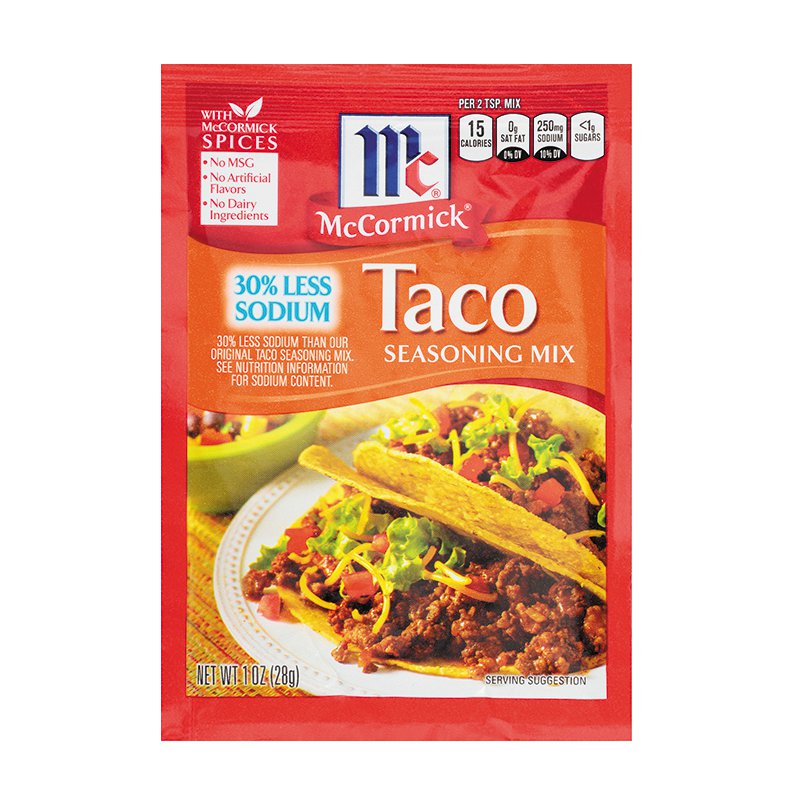 WITH
McCORMICK
SPICES
• No MSG
• No Artificial
Flavors
• No Dairy
Ingredients
Mc®
McCormick®
PER 2 TSP. MIX
15
CALORIES
0g
SAT FAT
0% DV
250mg
SODIUM
10% DV
<1g
SUGARS
30% LESS
SODIUM
30% LESS SODIUM THAN OUR
ORIGINAL TACO SEASONING MIX.
SEE NUTRITION INFORMATION
FOR SODIUM CONTENT.
Taco
SEASONING MIX
NET WT 1 OZ (28g)
SERVING SUGGESTION